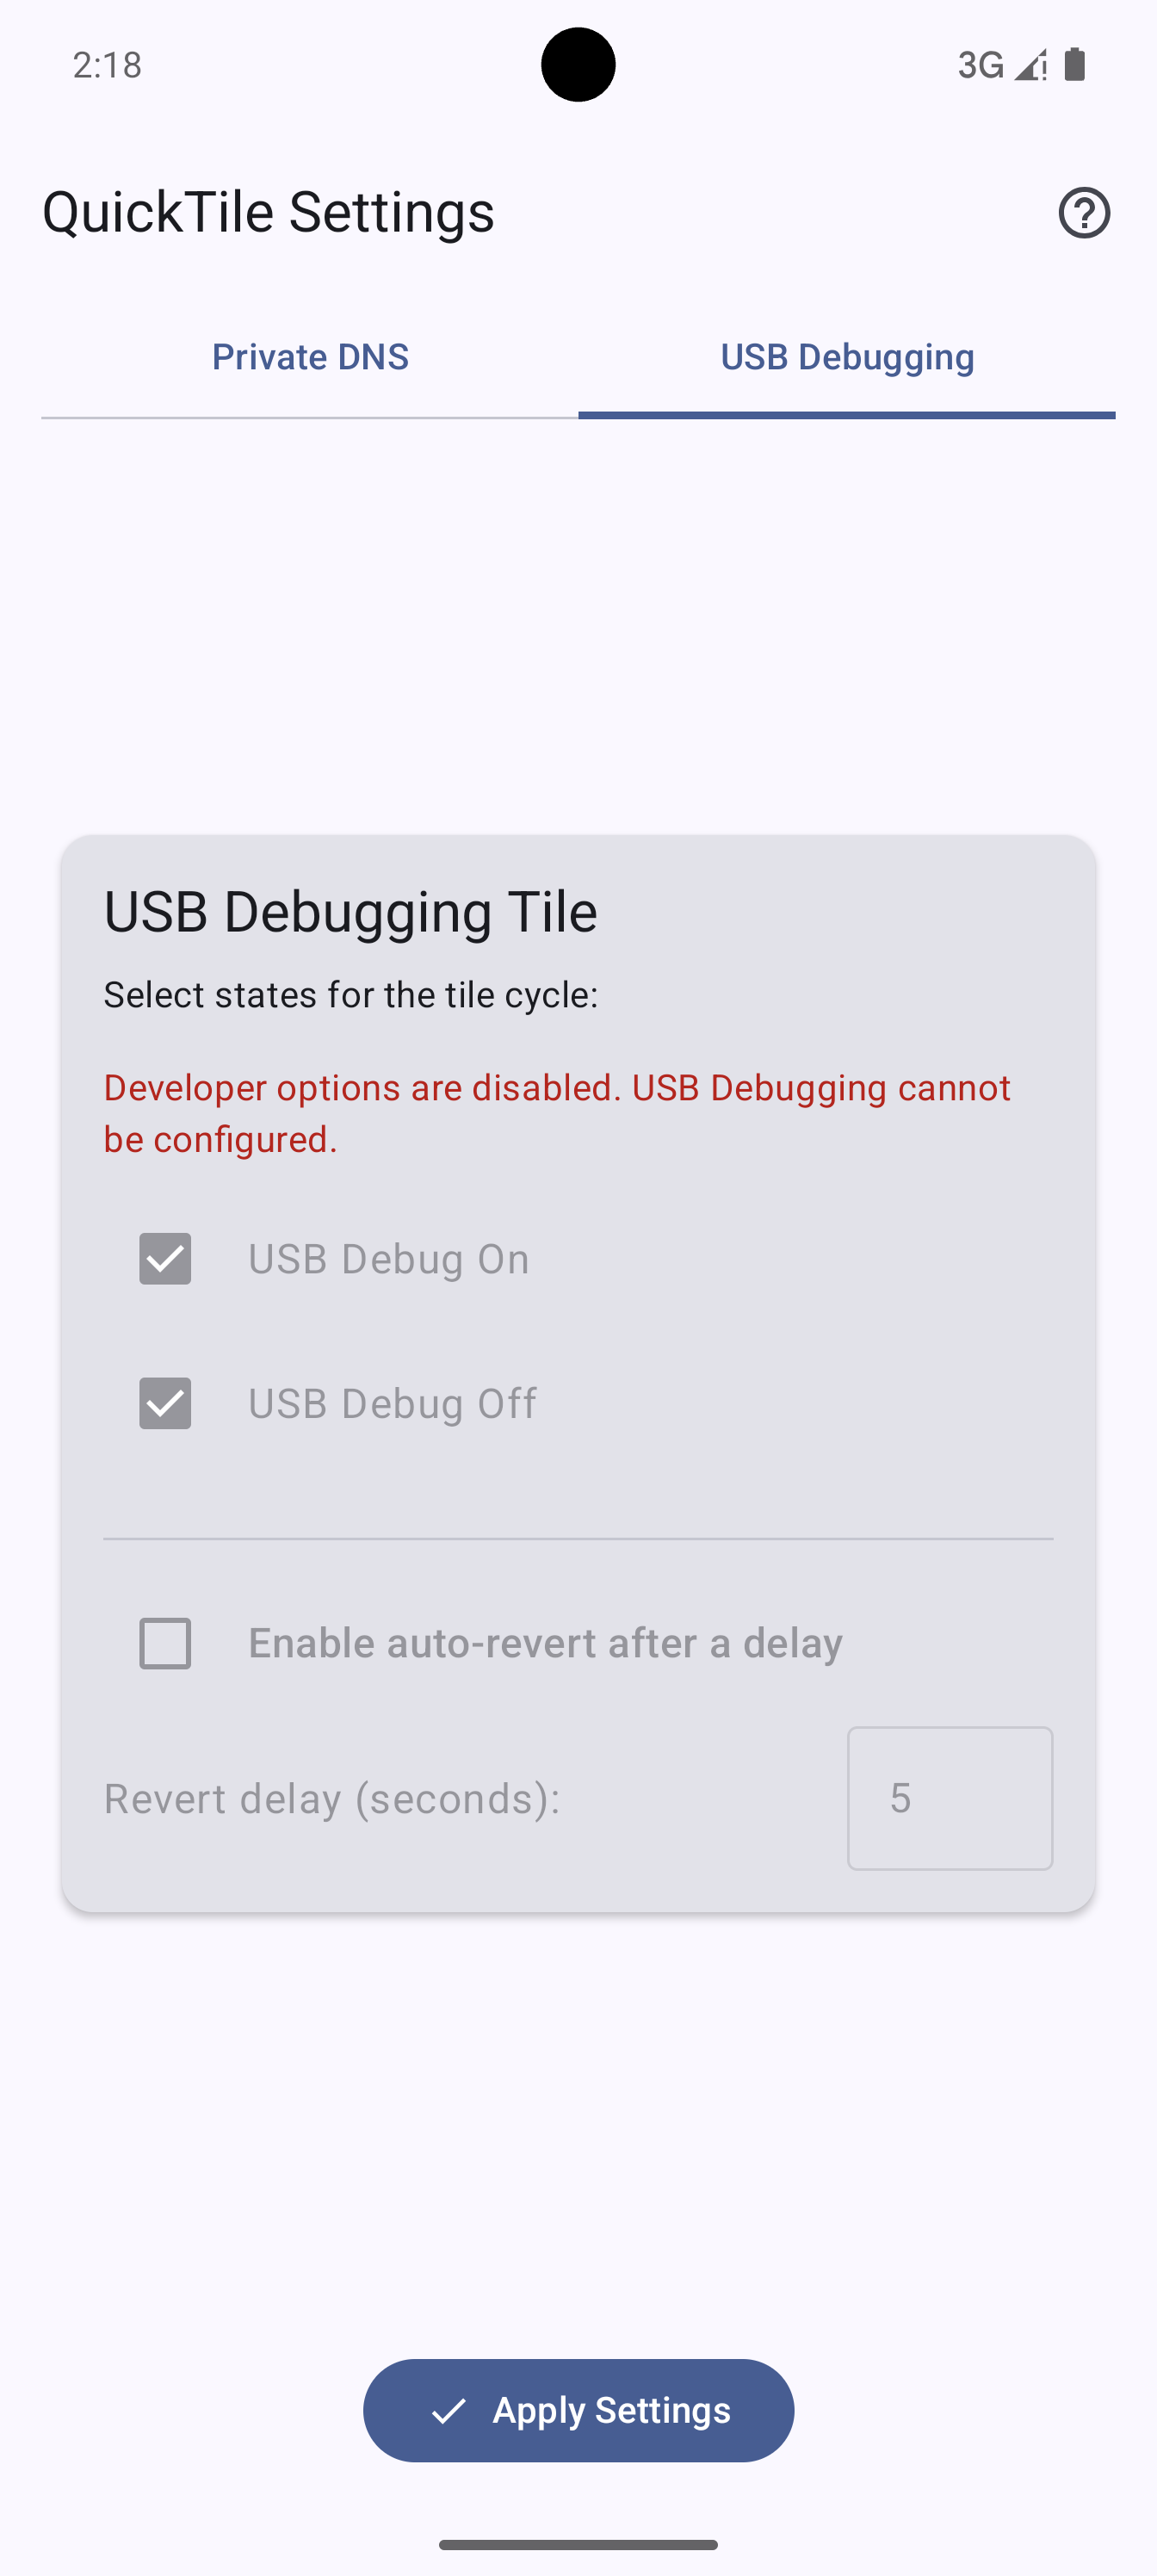 2:18
3G
QuickTile Settings
Private DNS
USB Debugging
USB Debugging Tile
Select states for the tile cycle:
Developer options are disabled. USB Debugging cannot
be configured.
USB Debug On
USB Debug Off
Enable auto-revert after a delay
Revert delay (seconds):
5
Apply Settings